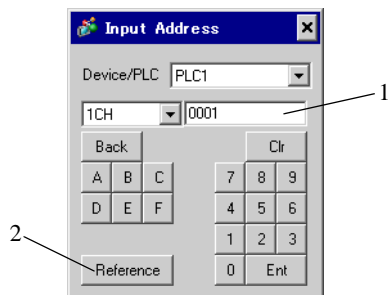 Input Address
Device/PLC PLC1
1CH 0001 1
Back Clr
A B C 7 8 9
D E F 4 5 6
1 2 3
2
Reference 0 Ent